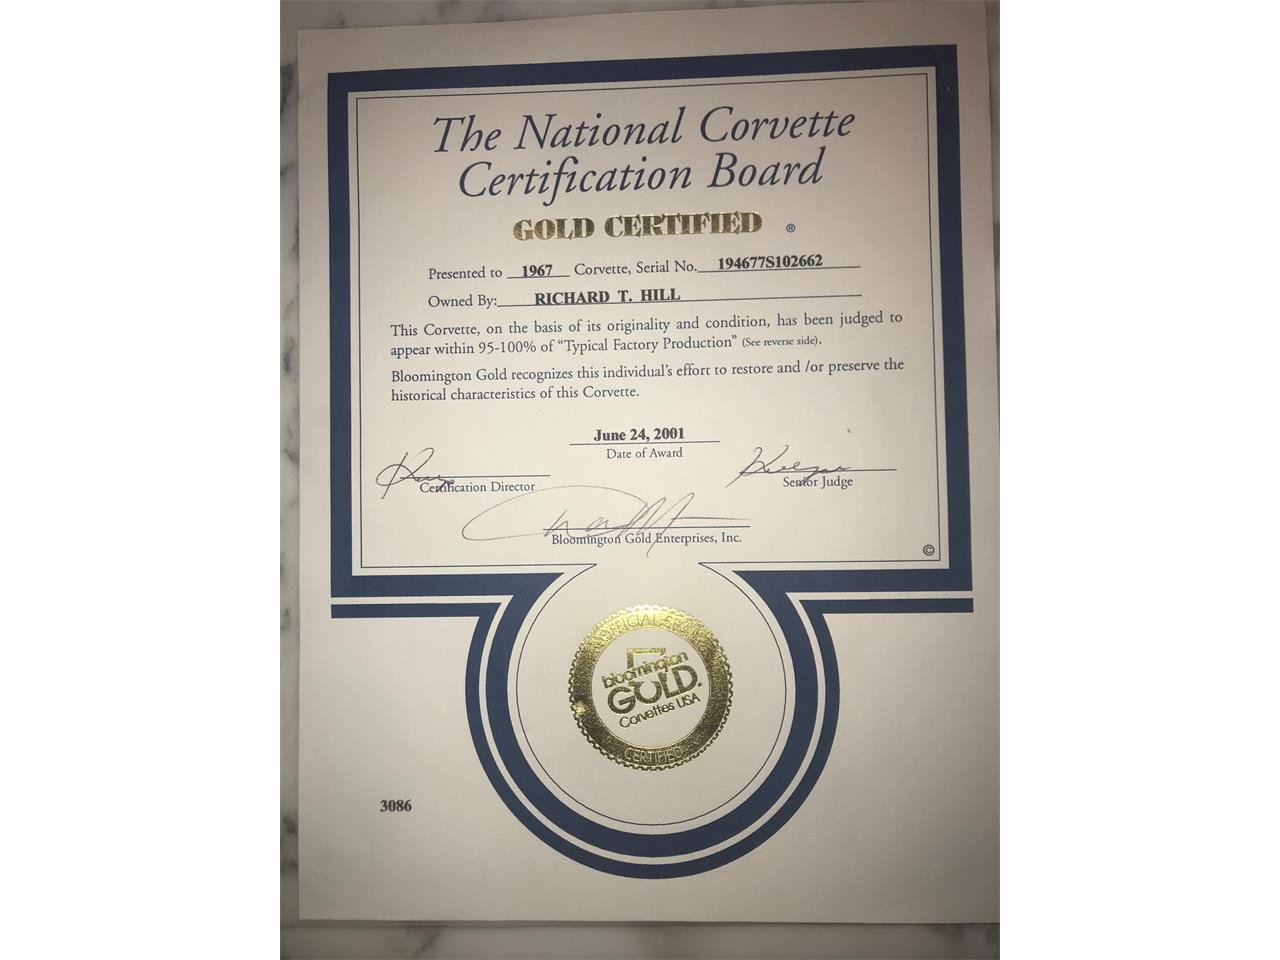 The National Corvette
Certification Board
GOLD CERTIFIED ®
Presented to 1967 Corvette, Serial No. 194677S102662
Owned By: RICHARD T. HILL
This Corvette, on the basis of its originality and condition, has been judged to
appear within 95-100% of “Typical Factory Production” (See reverse side).
Bloomington Gold recognizes this individual’s effort to restore and /or preserve the
historical characteristics of this Corvette.
June 24, 2001
Date of Award
Certification Director
Senior Judge
Bloomington Gold Enterprises, Inc.
©
OFFICIAL SEAL
bloomington
GOLD.
Corvettes USA
CERTIFIED
3086